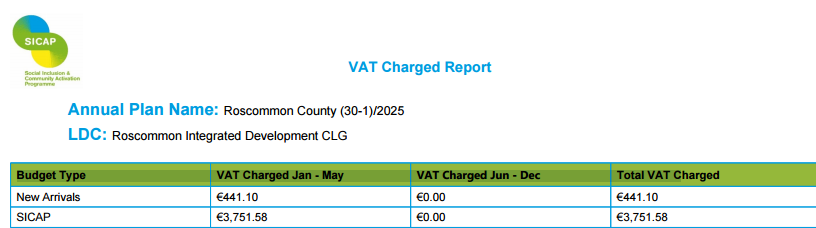 SICAP
Social Inclusion &
Community Activation
Programme
VAT Charged Report
Annual Plan Name: Roscommon County (30-1)/2025
LDC: Roscommon Integrated Development CLG
Budget Type VAT Charged Jan - May VAT Charged Jun - Dec Total VAT Charged
New Arrivals €441.10 €0.00 €441.10
SICAP €3,751.58 €0.00 €3,751.58